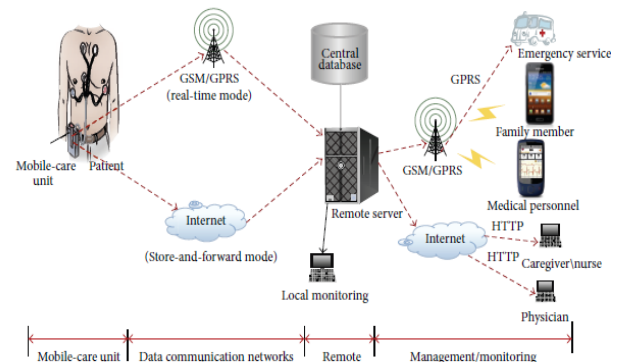 Central
database
GSM/GPRS
(real-time mode)
GPRS
Emergency service
Family member
Mobile-care
unit
Patient
GSM/GPRS
Medical personnel
Remote server
Internet
(Store-and-forward mode)
Internet
HTTP
HTTP
Caregiver\nurse
Local monitoring
Physician
Mobile-care unit
Data communication networks
Remote
Management/monitoring